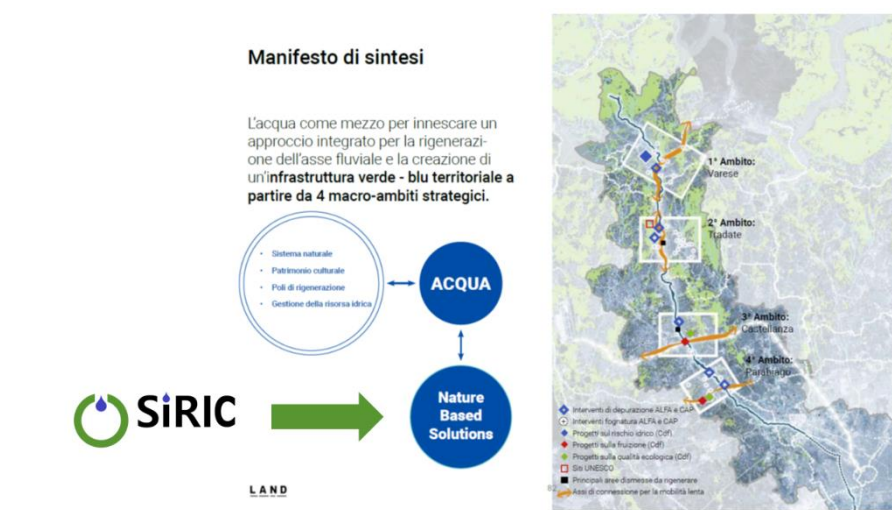 Manifesto di sintesi
L'acqua come mezzo per innescare un
approccio integrato per la rigenerazi-
one dell'asse fluviale e la creazione di
un'infrastruttura verde - blu territoriale a
partire da 4 macro-ambiti strategici.
• Sistema naturale
• Patrimonio culturale
• Poli di rigenerazione
• Gestione della risorsa idrica
ACQUA
Nature
Based
Solutions
SiRIC
LAND
1° Ambito:
Varese
2° Ambito:
Tradate
3° Ambito:
Castellanza
4° Ambito:
Parabiago
Interventi di depurazione ALFA e CAP
Interventi fognatura ALFA e CAP
Progetti sul rischio idrico (Cdf)
Progetti sulla fruizione (Cdf)
Progetti sulla qualità ecologica (Cdf)
Siti UNESCO
Principali aree dismesse da rigenerare
Assi di connessione per la mobilità lenta